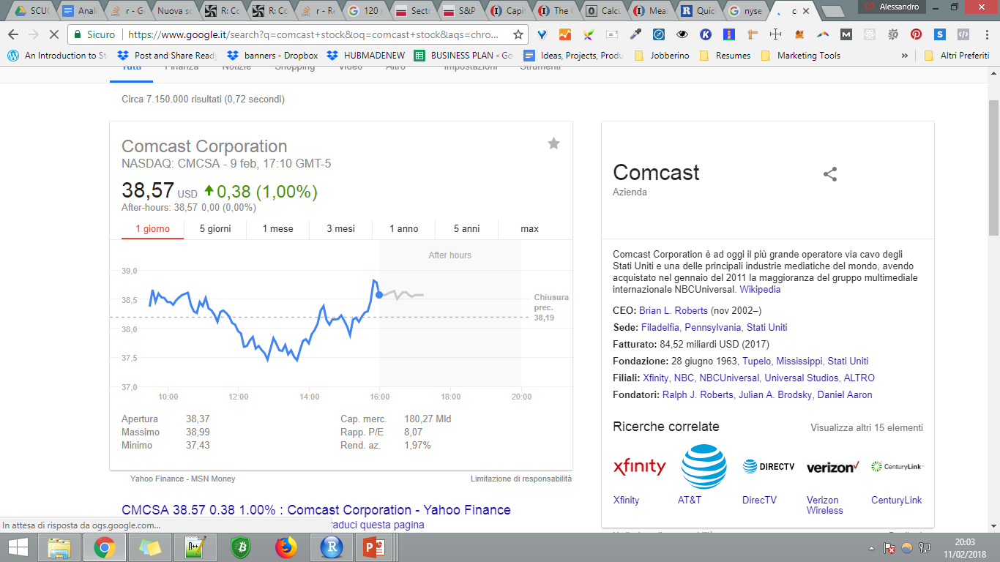 SCUO
Anali
r - Go
Nuova sc
R: Co
R: Co
r - Re
120 r
Secto
S&P
Capit
The C
Calcu
Mear
Quic
nyse
Alessandro
Sicuro
https://www.google.it/search?q=comcast+stock&oq=comcast+stock&aqs=chro...
An Introduction to St
Post and Share Ready
banners - Dropbox
HUBMADENEW
BUSINESS PLAN - Goo
Ideas, Projects, Produ
Jobberino
Resumes
Marketing Tools
»
Altri Preferiti
Tutti
Finanza
Notizie
Shopping
Video
Altro
Impostazioni
Strumenti
Circa 7.150.000 risultati (0,72 secondi)
Comcast Corporation
NASDAQ: CMCSA - 9 feb, 17:10 GMT-5
38,57 USD 0,38 (1,00%)
After-hours: 38,57 0,00 (0,00%)
1 giorno
5 giorni
1 mese
3 mesi
1 anno
5 anni
max
After hours
39,0
38,5
38,0
37,5
37,0
Chiusura
prec.
38,19
10:00
12:00
14:00
16:00
18:00
20:00
Apertura 38,37
Massimo 38,99
Minimo 37,43
Cap. merc. 180,27 Mld
Rapp. P/E 8,07
Rend. az. 1,97%
Yahoo Finance - MSN Money
Limitazione di responsabilità
CMCSA 38.57 0.38 1.00% : Comcast Corporation - Yahoo Finance
raduci questa pagina
In attesa di risposta da ogs.google.com...
Comcast
Azienda
Comcast Corporation è ad oggi il più grande operatore via cavo degli
Stati Uniti e una delle principali industrie mediatiche del mondo, avendo
acquistato nel gennaio del 2011 la maggioranza del gruppo multimediale
internazionale NBCUniversal. Wikipedia
CEO: Brian L. Roberts (nov 2002–)
Sede: Filadelfia, Pennsylvania, Stati Uniti
Fatturato: 84,52 miliardi USD (2017)
Fondazione: 28 giugno 1963, Tupelo, Mississippi, Stati Uniti
Filiali: Xfinity, NBC, NBCUniversal, Universal Studios, ALTRO
Fondatori: Ralph J. Roberts, Julian A. Brodsky, Daniel Aaron
Ricerche correlate
Visualizza altri 15 elementi
xfinity
DIRECTV
verizon
CenturyLink
Xfinity
AT&T
DirecTV
Verizon
Wireless
CenturyLink
20:03
11/02/2018